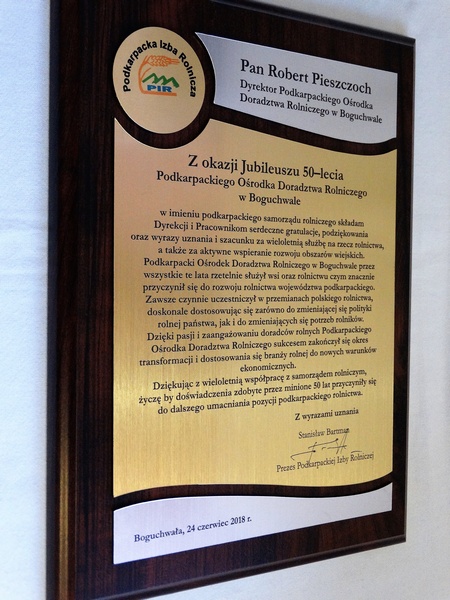 Podkarpacka Izba Rolnicza
PIR
Pan Robert Pieszczoch
Dyrektor Podkarpackiego Ośrodka
Doradztwa Rolniczego w Boguchwale
Z okazji Jubileuszu 50–lecia
Podkarpackiego Ośrodka Doradztwa Rolniczego
w Boguchwale
w imieniu podkarpackiego samorządu rolniczego składam
Dyrekcji i Pracownikom serdeczne gratulacje, podziękowania
oraz wyrazy uznania i szacunku za wieloletnią służbę na rzecz rolnictwa,
a także za aktywne wspieranie rozwoju obszarów wiejskich.
Podkarpacki Ośrodek Doradztwa Rolniczego w Boguchwale przez
wszystkie te lata rzetelnie służył wsi oraz rolnictwu czym znacznie
przyczynił się do rozwoju rolnictwa województwa podkarpackiego.
Zawsze czynnie uczestniczył w przemianach polskiego rolnictwa,
doskonale dostosowując się zarówno do zmieniającej się polityki
rolnej państwa, jak i do zmieniających się potrzeb rolników.
Dzięki pasji i zaangażowaniu doradców rolnych Podkarpackiego
Ośrodka Doradztwa Rolniczego sukcesem zakończył się okres
transformacji i dostosowania się branży rolnej do nowych warunków
ekonomicznych.
Dziękując z wieloletnią współpracę z samorządem rolniczym,
życzę by doświadczenia zdobyte przez minione 50 lat przyczyniły się
do dalszego umacniania pozycji podkarpackiego rolnictwa.
Z wyrazami uznania
Stanisław Bartman
Prezes Podkarpackiej Izby Rolniczej
Boguchwała, 24 czerwiec 2018 r.